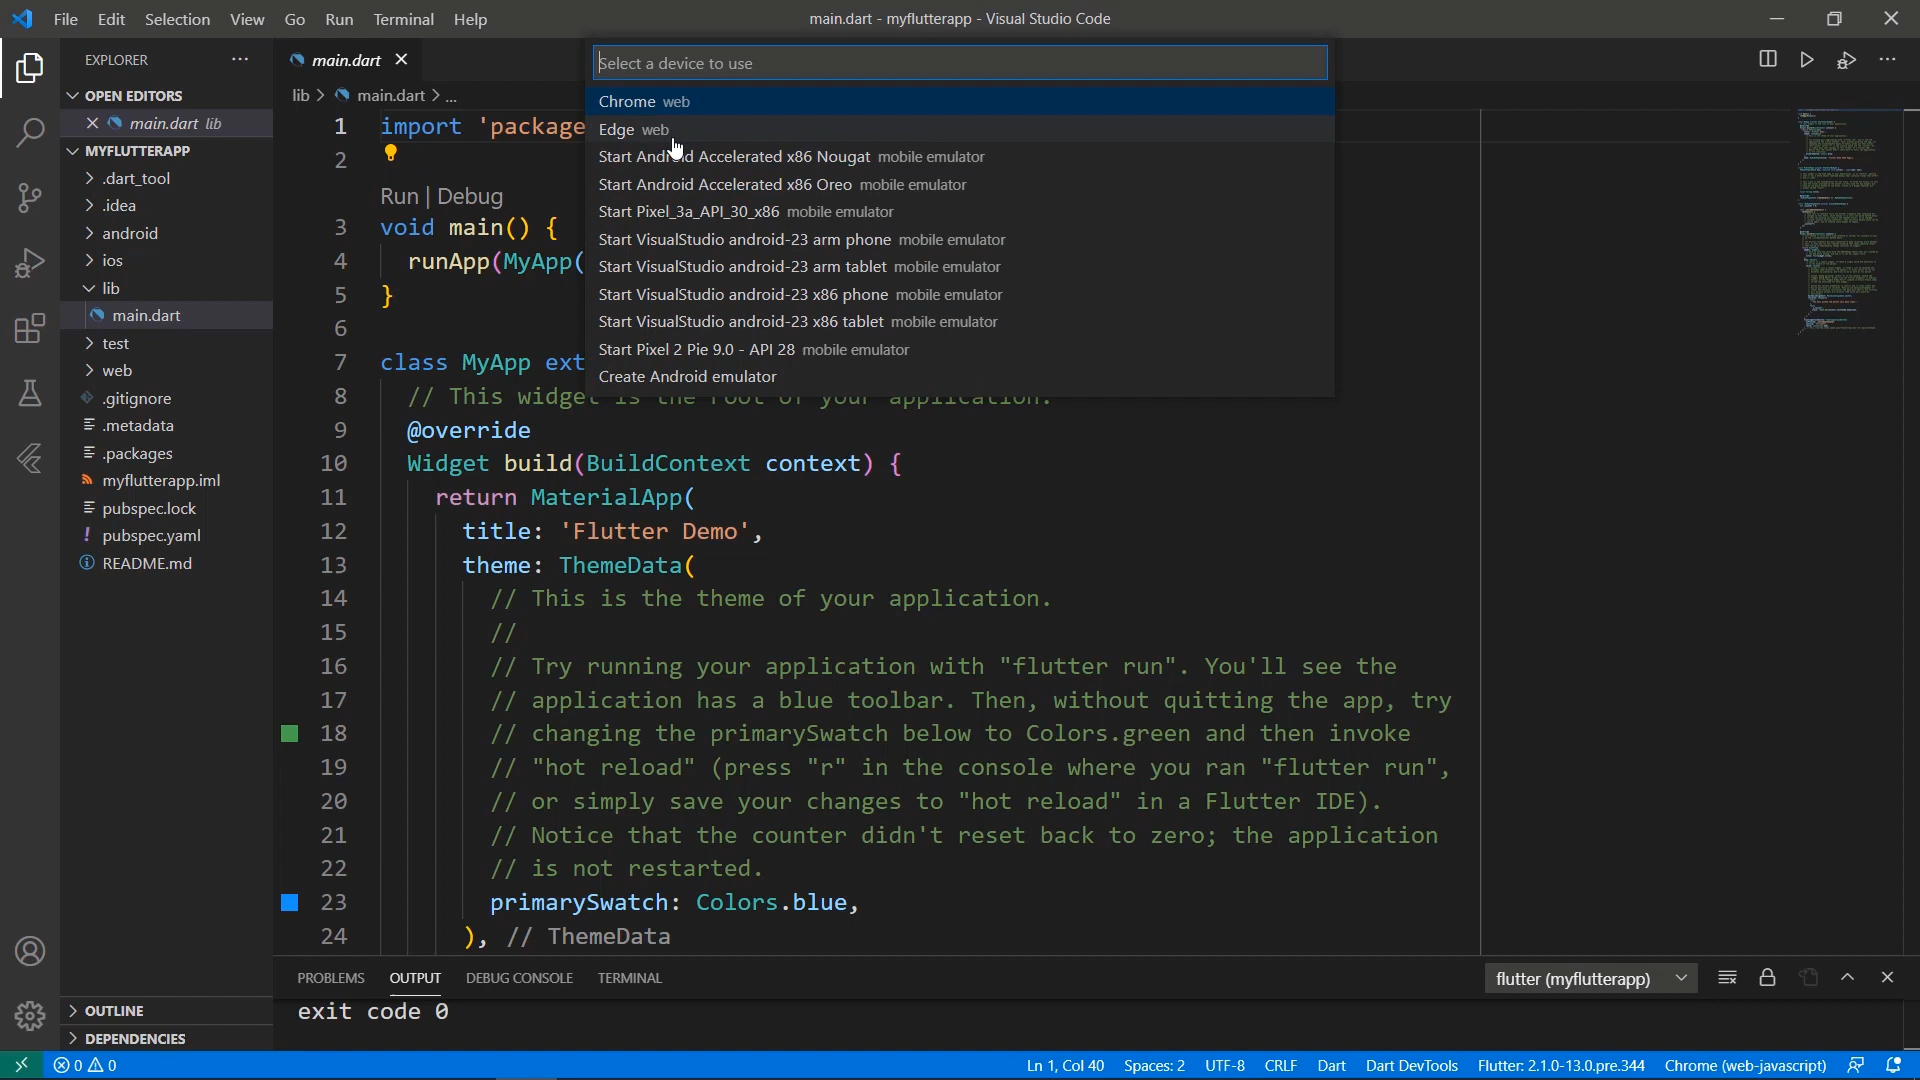 File Edit Selection View Go Run Terminal Help
main.dart - myflutterapp - Visual Studio Code
EXPLORER
OPEN EDITORS
main.dart lib
MYFLUTTERAPP
.dart_tool
.idea
android
ios
lib
main.dart
test
web
.gitignore
.metadata
.packages
myflutterapp.iml
pubspec.lock
pubspec.yaml
README.md
OUTLINE
DEPENDENCIES
main.dart
lib > main.dart > ...
Select a device to use
Chrome web
Edge web
Start Android Accelerated x86 Nougat mobile emulator
Start Android Accelerated x86 Oreo mobile emulator
Start Pixel_3a_API_30_x86 mobile emulator
Start VisualStudio android-23 arm phone mobile emulator
Start VisualStudio android-23 arm tablet mobile emulator
Start VisualStudio android-23 x86 phone mobile emulator
Start VisualStudio android-23 x86 tablet mobile emulator
Start Pixel 2 Pie 9.0 - API 28 mobile emulator
Create Android emulator
1 import 'package
2
Run | Debug
3 void main() {
4 runApp(MyApp(
5 }
6
7 class MyApp ext
8 // This widget is the root of your application.
9 @override
10 Widget build(BuildContext context) {
11 return MaterialApp(
12 title: 'Flutter Demo',
13 theme: ThemeData(
14 // This is the theme of your application.
15 //
16 // Try running your application with "flutter run". You'll see the
17 // application has a blue toolbar. Then, without quitting the app, try
18 // changing the primarySwatch below to Colors.green and then invoke
19 // "hot reload" (press "r" in the console where you ran "flutter run",
20 // or simply save your changes to "hot reload" in a Flutter IDE).
21 // Notice that the counter didn't reset back to zero; the application
22 // is not restarted.
23 primarySwatch: Colors.blue,
24 ), // ThemeData
PROBLEMS OUTPUT DEBUG CONSOLE TERMINAL
flutter (myflutterapp)
exit code 0
0 0
Ln 1, Col 40 Spaces: 2 UTF-8 CRLF Dart Dart DevTools Flutter: 2.1.0-13.0.pre.344 Chrome (web-javascript)